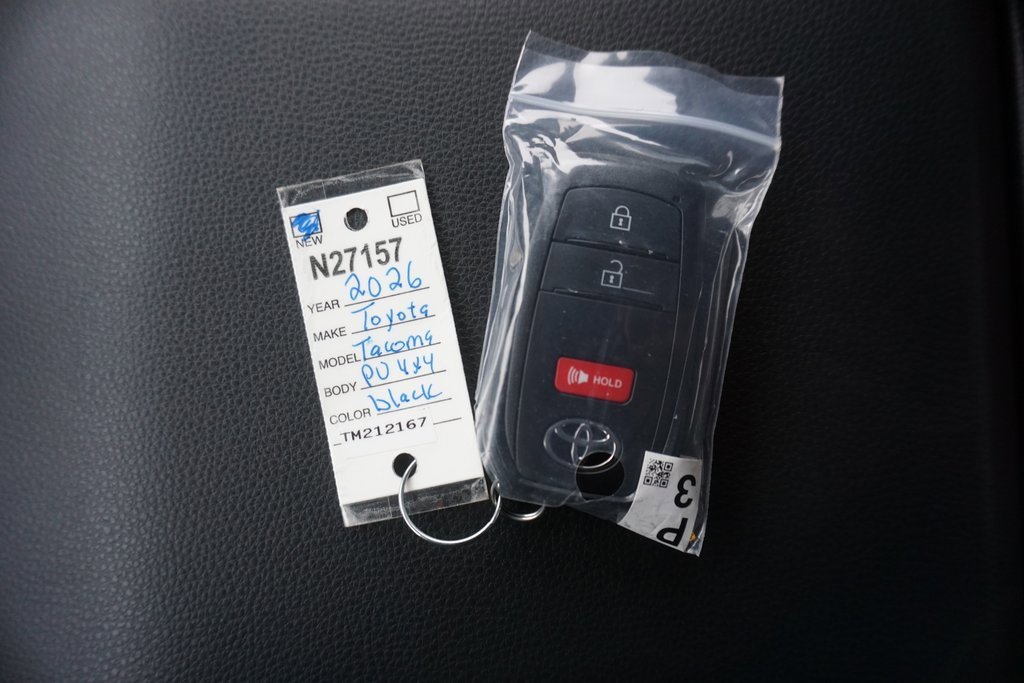 NEW USED
N27157
YEAR 2026
MAKE Toyota
MODEL Tacoma
BODY PU 4x4
COLOR black
TM212167
HOLD
3
P